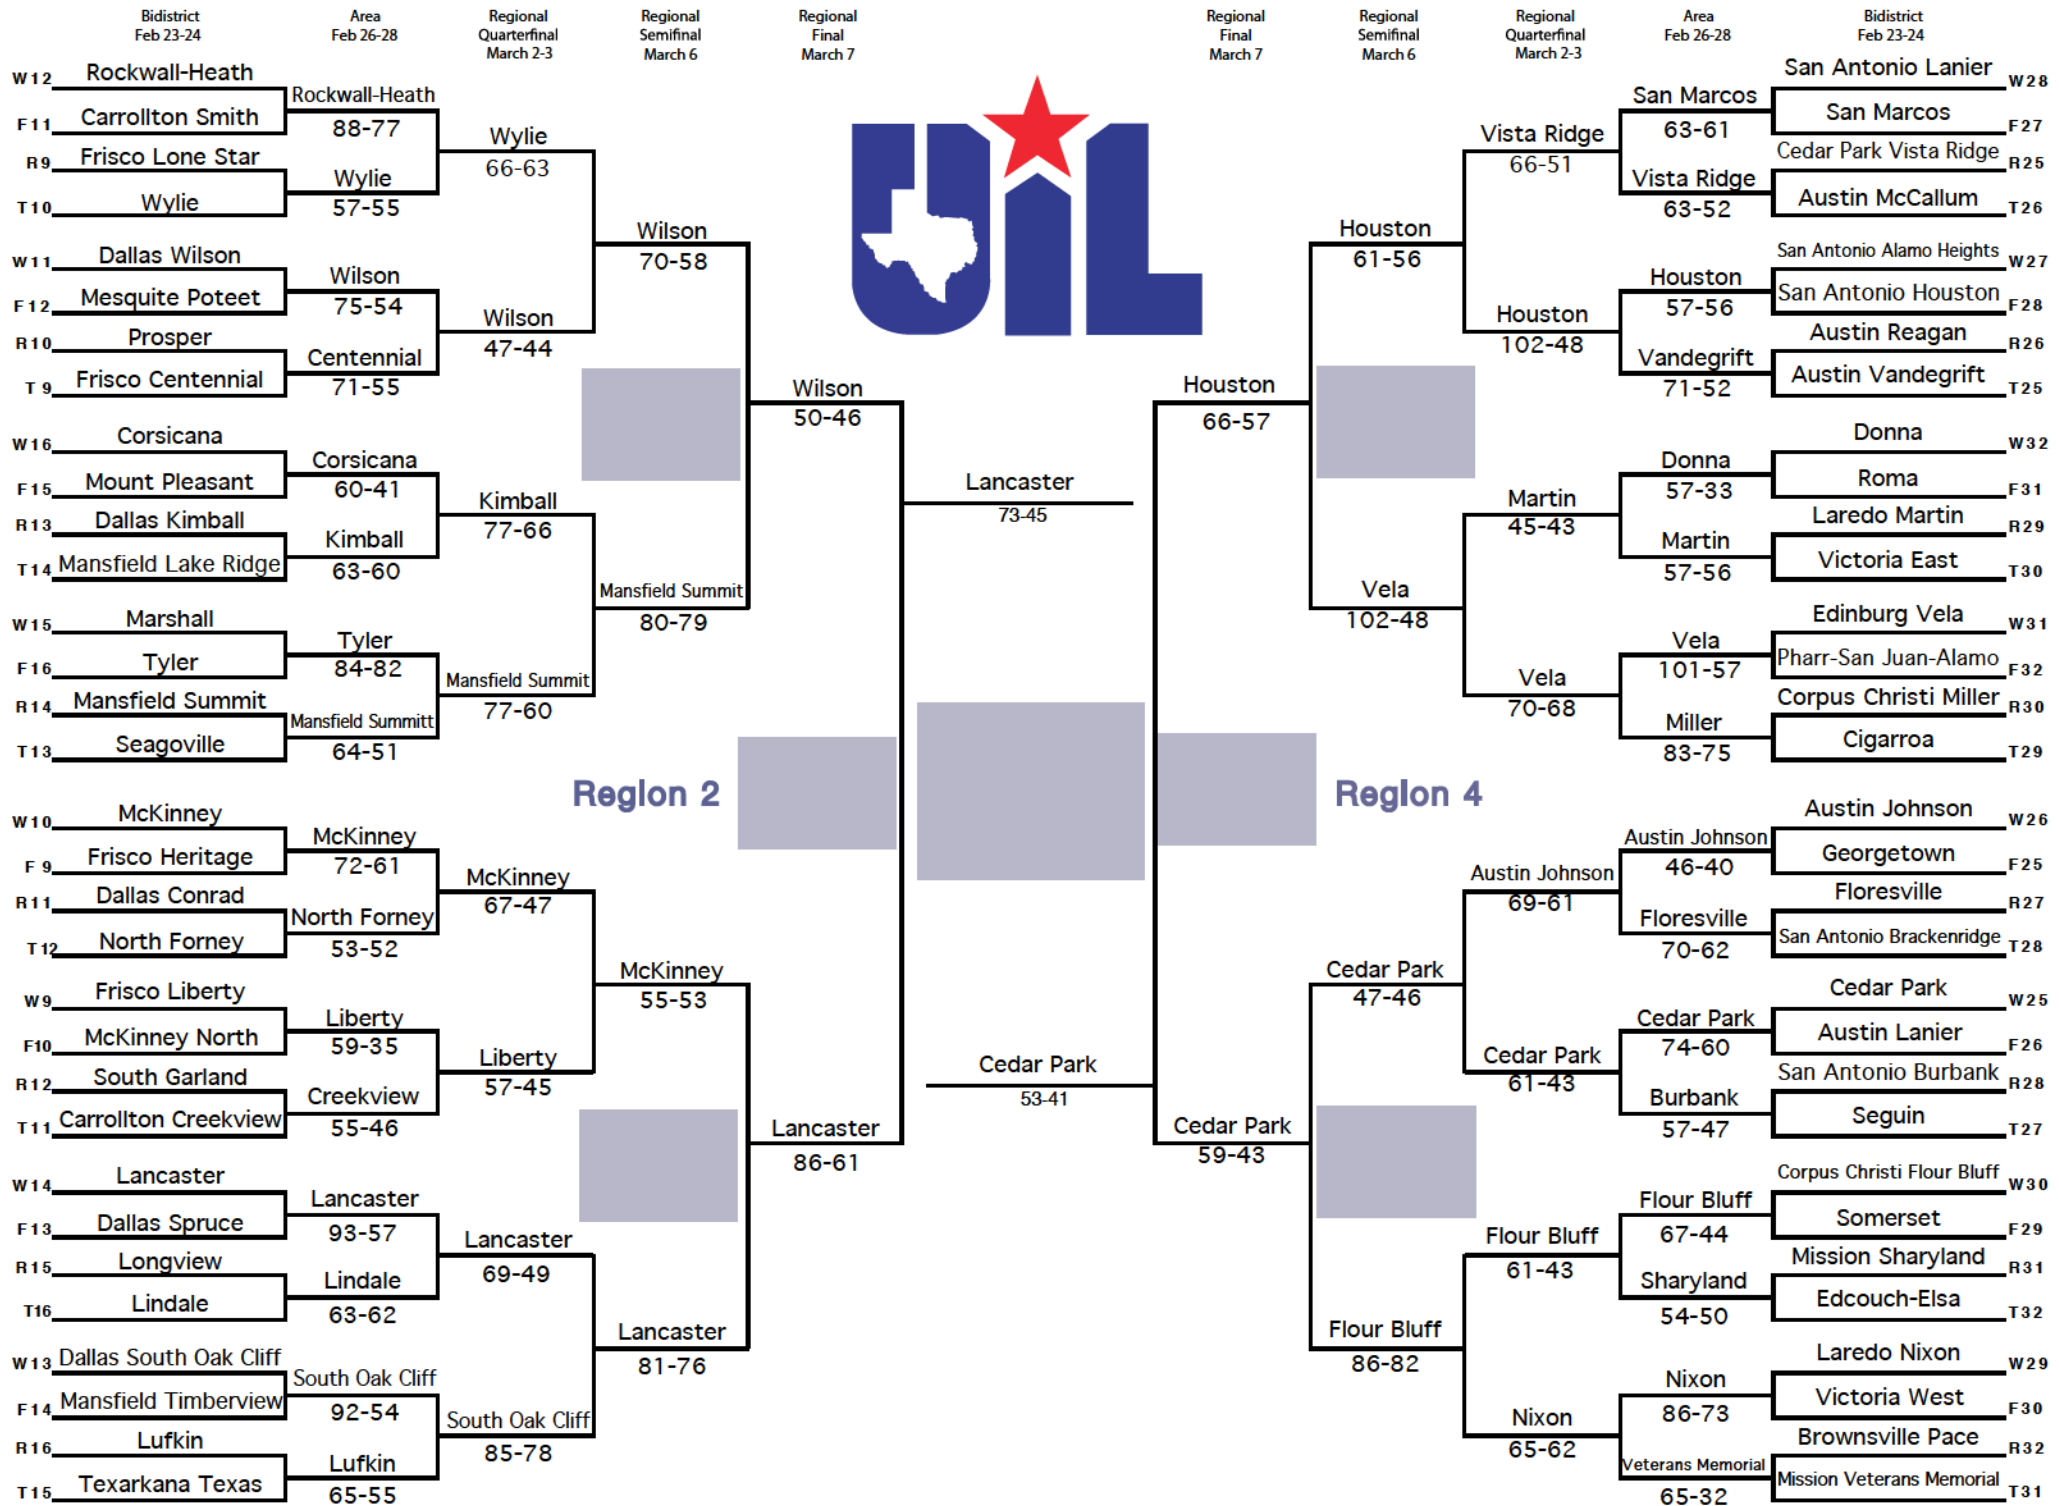 Bidistrict
Feb 23-24
Area
Feb 26-28
Regional
Quarterfinal
March 2-3
Regional
Semifinal
March 6
Regional
Final
March 7
Regional
Final
March 7
Regional
Semifinal
March 6
Regional
Quarterfinal
March 2-3
Area
Feb 26-28
Bidistrict
Feb 23-24
W12 Rockwall-Heath
F11 Carrollton Smith
R9 Frisco Lone Star
T10 Wylie
W11 Dallas Wilson
F12 Mesquite Poteet
R10 Prosper
T9 Frisco Centennial
W16 Corsicana
F15 Mount Pleasant
R13 Dallas Kimball
T14 Mansfield Lake Ridge
W15 Marshall
F16 Tyler
R14 Mansfield Summit
T13 Seagoville
W10 McKinney
F9 Frisco Heritage
R11 Dallas Conrad
T12 North Forney
W9 Frisco Liberty
F10 McKinney North
R12 South Garland
T11 Carrollton Creekview
W14 Lancaster
F13 Dallas Spruce
R15 Longview
T16 Lindale
W13 Dallas South Oak Cliff
F14 Mansfield Timberview
R16 Lufkin
T15 Texarkana Texas
Rockwall-Heath
88-77
Wylie
57-55
Wilson
75-54
Centennial
71-55
Corsicana
60-41
Kimball
63-60
Tyler
84-82
Mansfield Summitt
64-51
McKinney
72-61
North Forney
53-52
Liberty
59-35
Creekview
55-46
Lancaster
93-57
Lindale
63-62
South Oak Cliff
92-54
Lufkin
65-55
Wylie
66-63
Wilson
47-44
Kimball
77-66
Mansfield Summit
77-60
McKinney
67-47
Liberty
57-45
Lancaster
69-49
South Oak Cliff
85-78
Wilson
70-58
Mansfield Summit
80-79
McKinney
55-53
Lancaster
81-76
Region 2
Wilson
50-46
Lancaster
86-61
UIL
Lancaster
73-45
Cedar Park
53-41
Houston
66-57
Cedar Park
59-43
Region 4
Houston
61-56
Vela
102-48
Cedar Park
47-46
Flour Bluff
86-82
Vista Ridge
66-51
Houston
102-48
Martin
45-43
Vela
70-68
Austin Johnson
69-61
Cedar Park
61-43
Flour Bluff
61-43
Nixon
65-62
San Marcos
63-61
Vista Ridge
63-52
Houston
57-56
Vandegrift
71-52
Donna
57-33
Martin
57-56
Vela
101-57
Miller
83-75
Austin Johnson
46-40
Floresville
70-62
Cedar Park
74-60
Burbank
57-47
Flour Bluff
67-44
Sharyland
54-50
Nixon
86-73
Veterans Memorial
65-32
San Antonio Lanier W28
San Marcos F27
Cedar Park Vista Ridge R25
Austin McCallum T26
San Antonio Alamo Heights W27
San Antonio Houston F28
Austin Reagan R26
Austin Vandegrift T25
Donna W32
Roma F31
Laredo Martin R29
Victoria East T30
Edinburg Vela W31
Pharr-San Juan-Alamo F32
Corpus Christi Miller R30
Cigarroa T29
Austin Johnson W26
Georgetown F25
Floresville R27
San Antonio Brackenridge T28
Cedar Park W25
Austin Lanier F26
San Antonio Burbank R28
Seguin T27
Corpus Christi Flour Bluff W30
Somerset F29
Mission Sharyland R31
Edcouch-Elsa T32
Laredo Nixon W29
Victoria West F30
Brownsville Pace R32
Mission Veterans Memorial T31